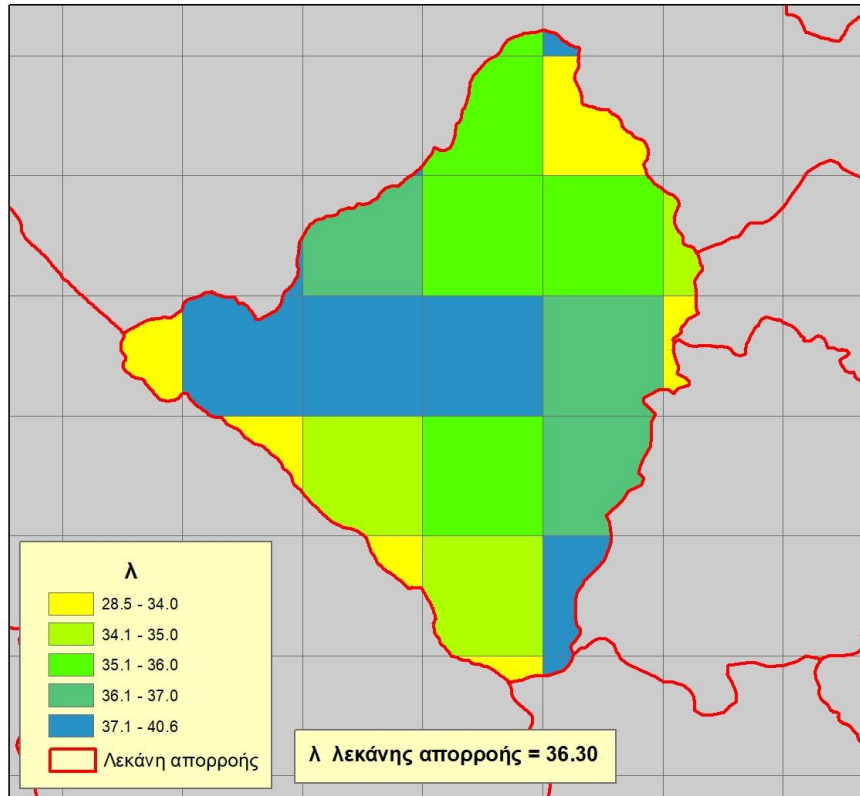 λ
28.5 - 34.0
34.1 - 35.0
35.1 - 36.0
36.1 - 37.0
37.1 - 40.6
Λεκάνη απορροής
λ λεκάνης απορροής = 36.30